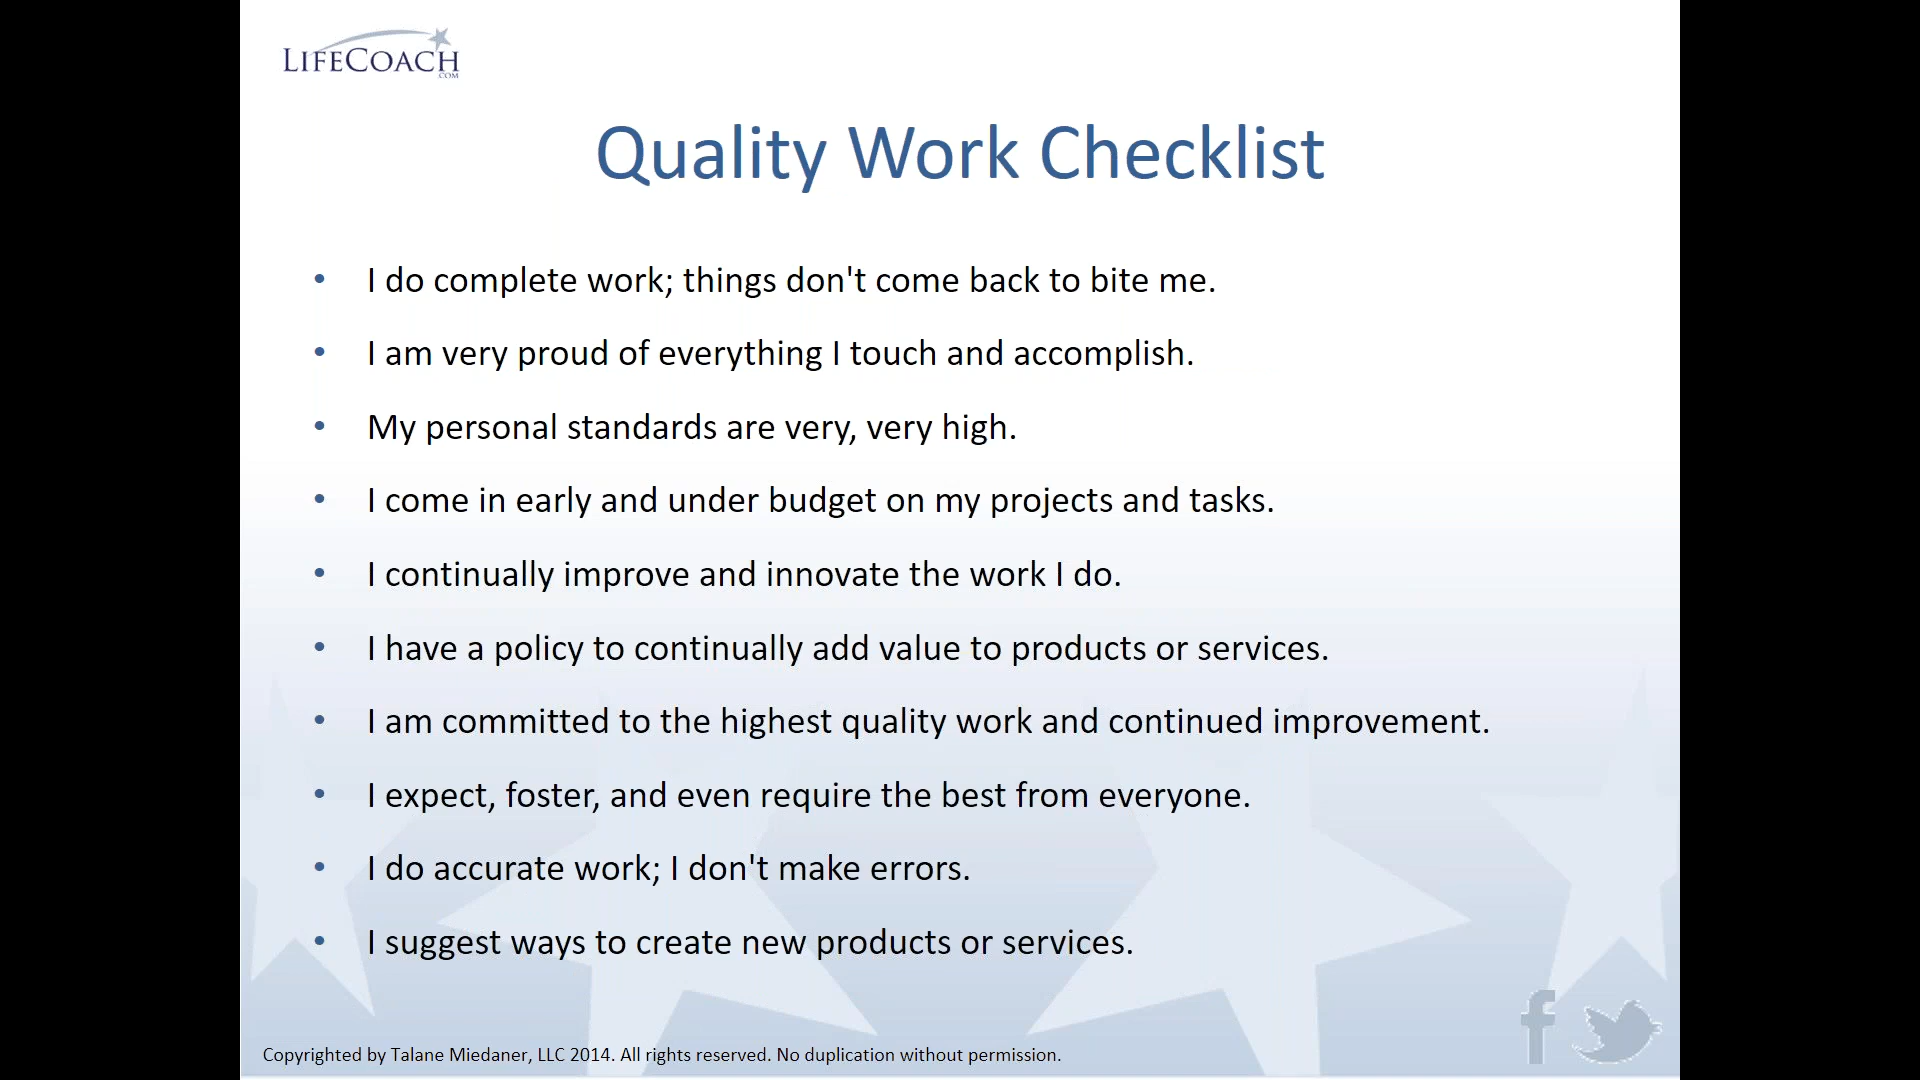 LIFECOACH
.COM
Quality Work Checklist
• I do complete work; things don't come back to bite me.
• I am very proud of everything I touch and accomplish.
• My personal standards are very, very high.
• I come in early and under budget on my projects and tasks.
• I continually improve and innovate the work I do.
• I have a policy to continually add value to products or services.
• I am committed to the highest quality work and continued improvement.
• I expect, foster, and even require the best from everyone.
• I do accurate work; I don't make errors.
• I suggest ways to create new products or services.
Copyrighted by Talane Miedaner, LLC 2014. All rights reserved. No duplication without permission.